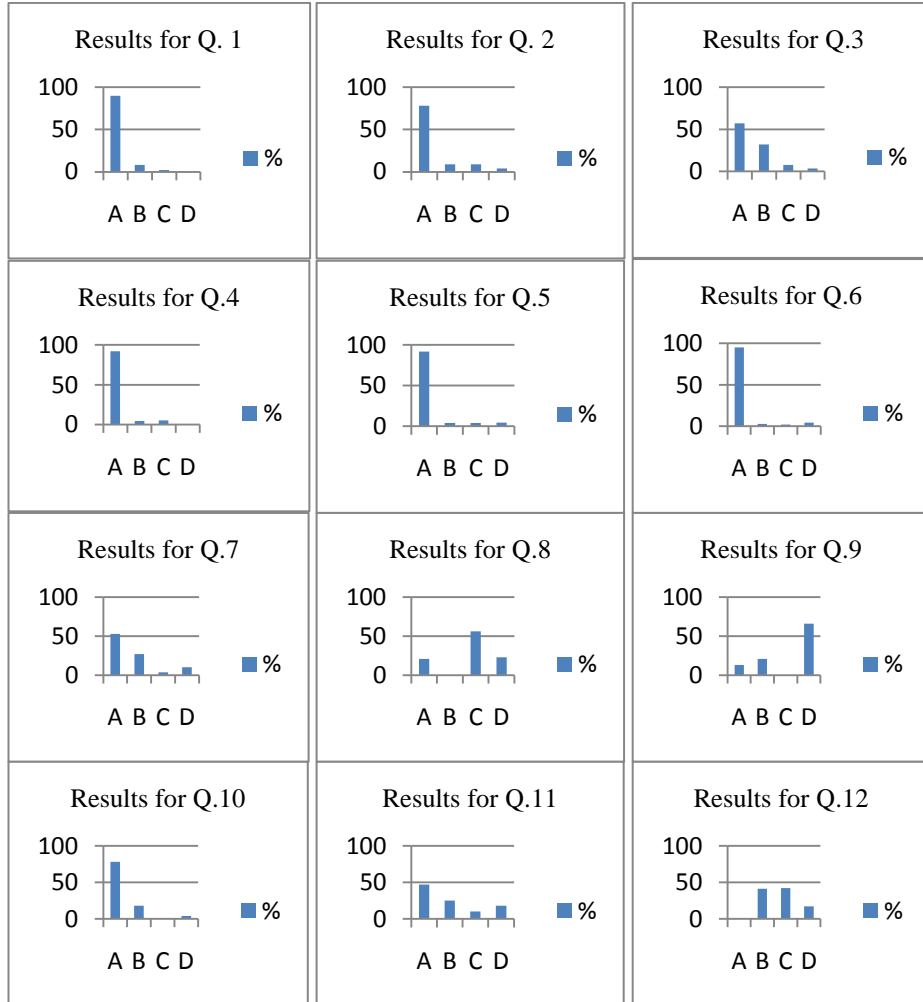 Results for Q. 1
100
50
0
A B C D
%
Results for Q. 2
100
50
0
A B C D
%
Results for Q.3
100
50
0
A B C D
%
Results for Q.4
100
50
0
A B C D
%
Results for Q.5
100
50
0
A B C D
%
Results for Q.6
100
50
0
A B C D
%
Results for Q.7
100
50
0
A B C D
%
Results for Q.8
100
50
0
A B C D
%
Results for Q.9
100
50
0
A B C D
%
Results for Q.10
100
50
0
A B C D
%
Results for Q.11
100
50
0
A B C D
%
Results for Q.12
100
50
0
A B C D
%